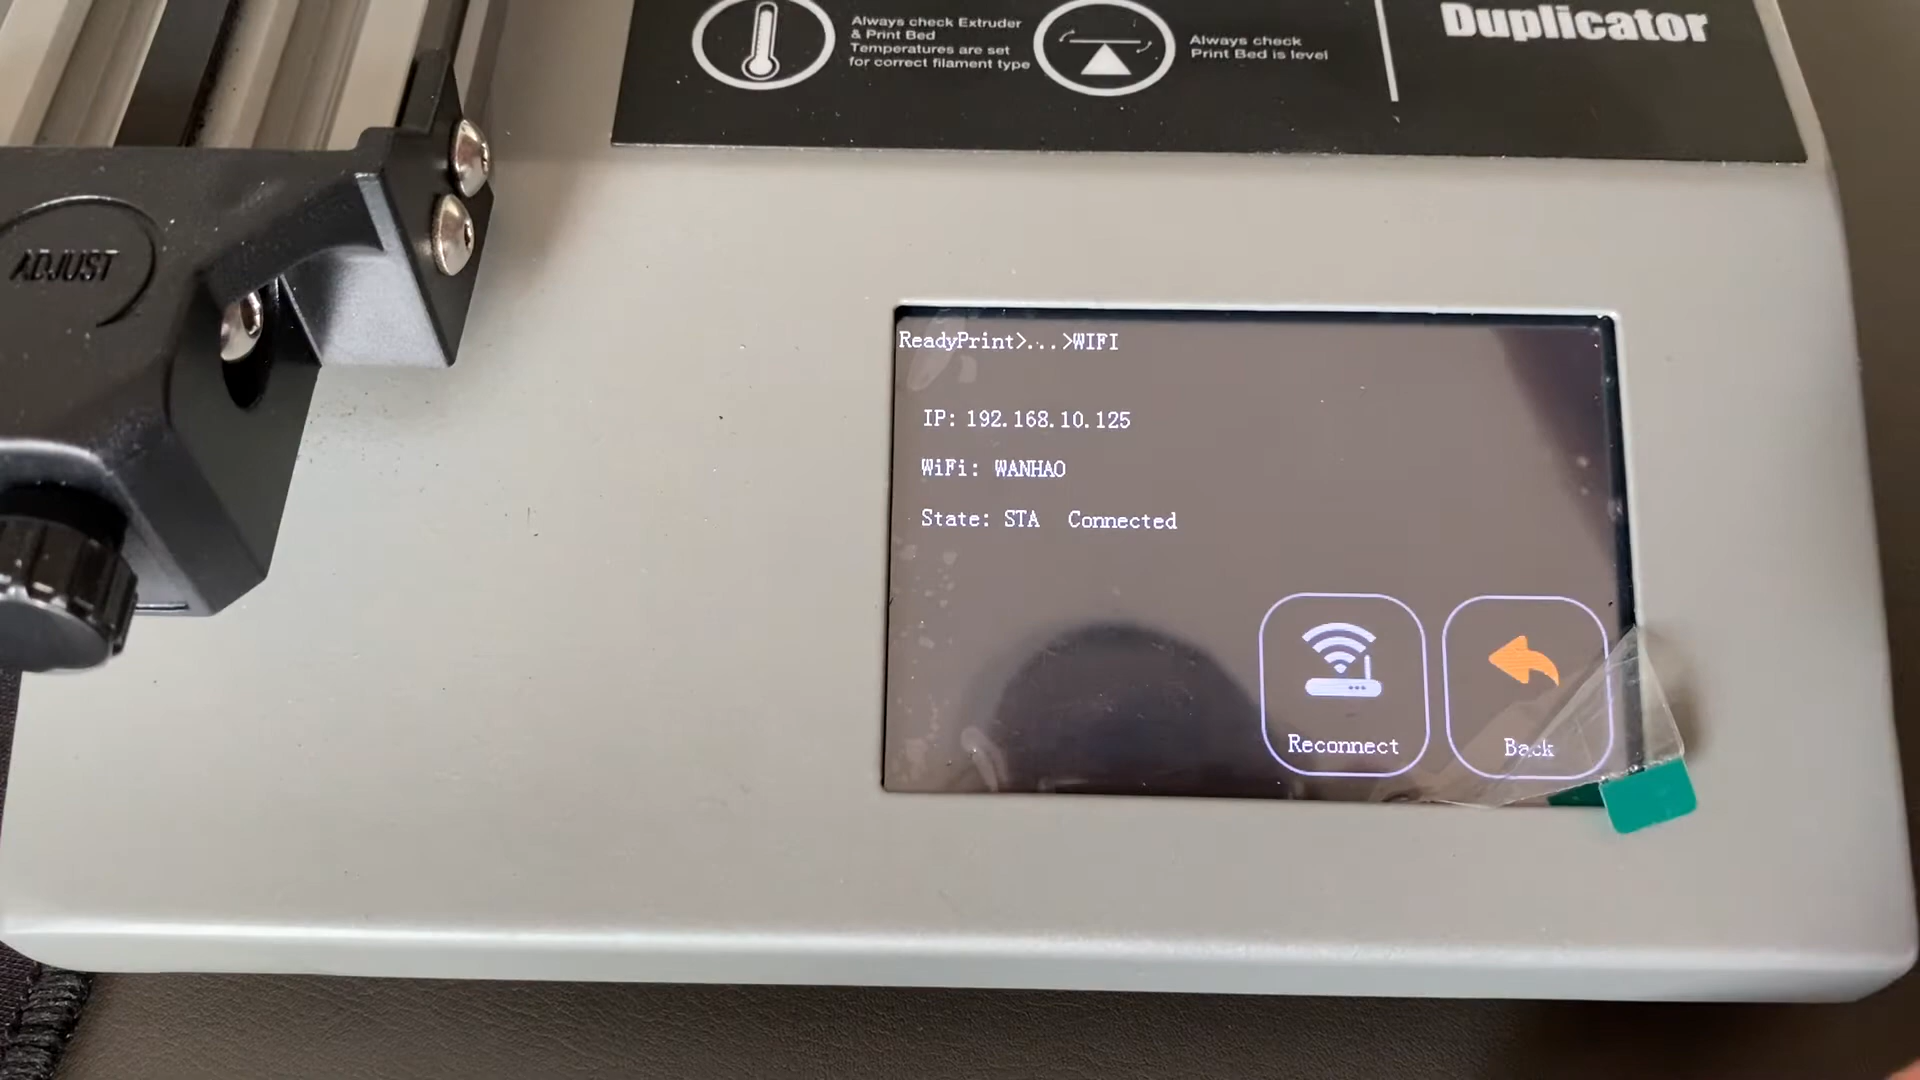 Always check Extruder
& Print Bed
Temperatures are set
for correct filament type
Always check
Print Bed is level
Duplicator
ADJUST
ReadyPrint>...>WIFI
IP: 192.168.10.125
WiFi: WANHAO
State: STA Connected
Reconnect
Back